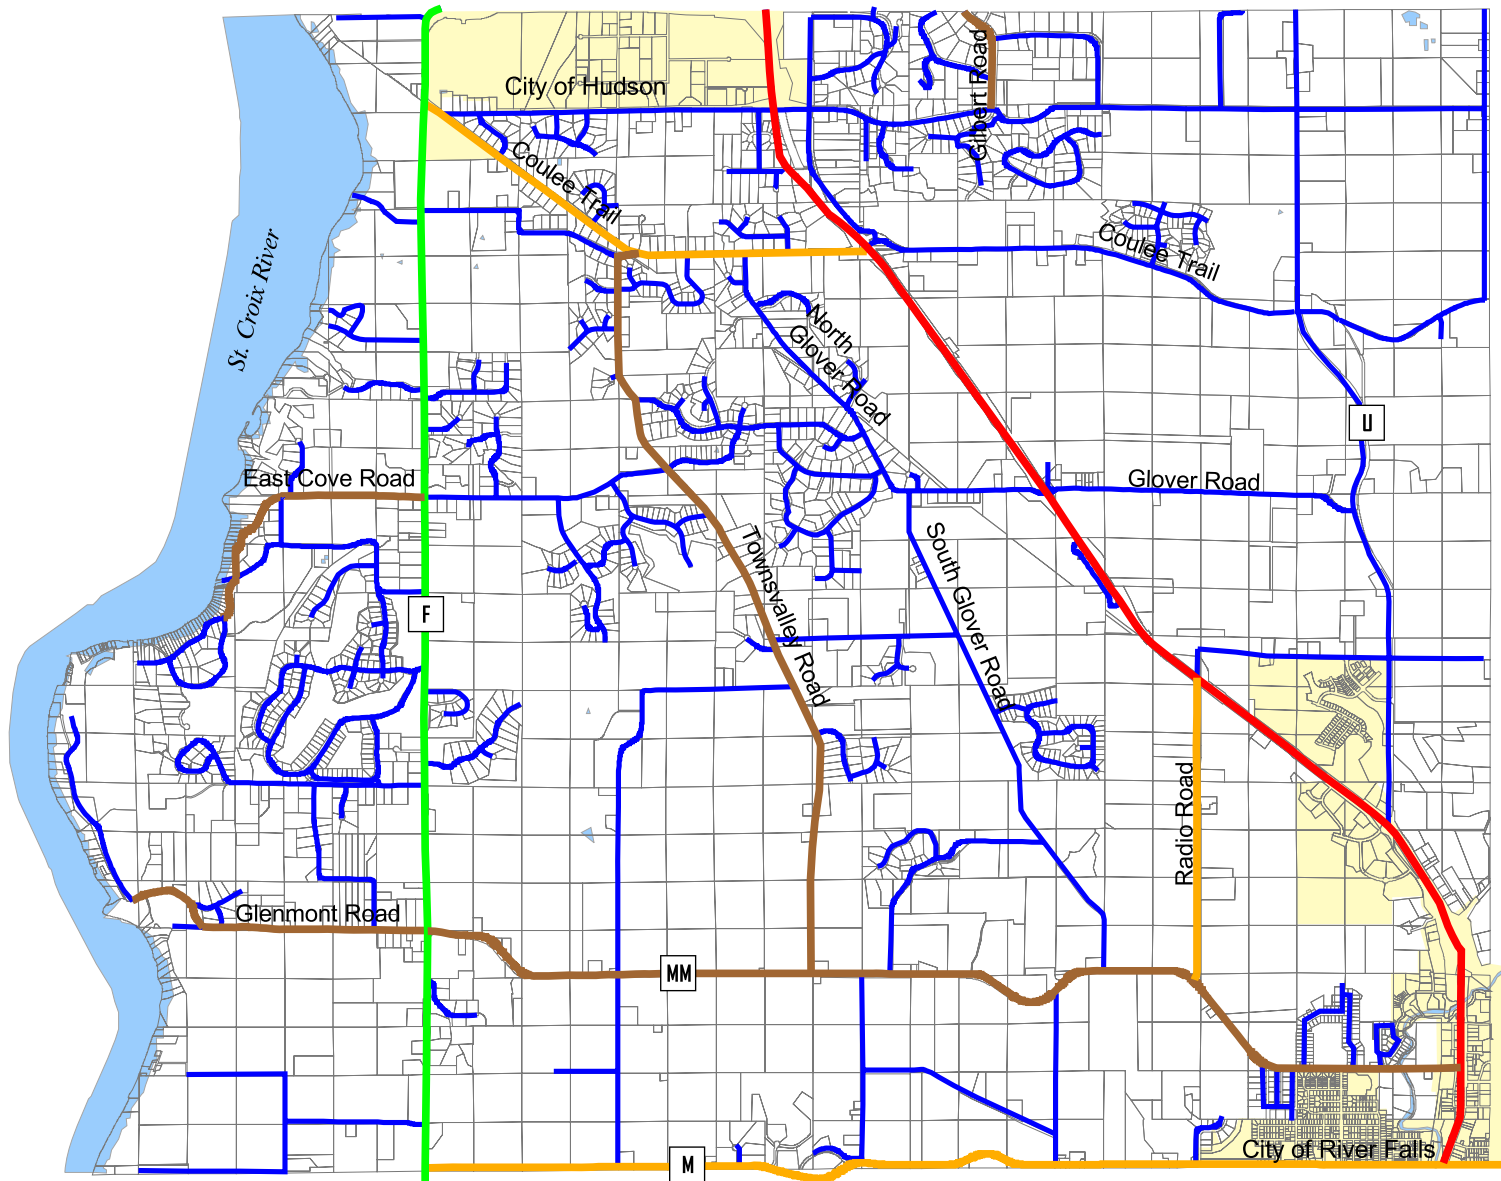 City of Hudson
Gilbert Road
Coulee Trail
Coulee Trail
St. Croix River
North
Glover Road
U
East Cove Road
Glover Road
Townsvalley Road
South Glover Road
F
Radio Road
Glenmont Road
MM
City of River Falls
M